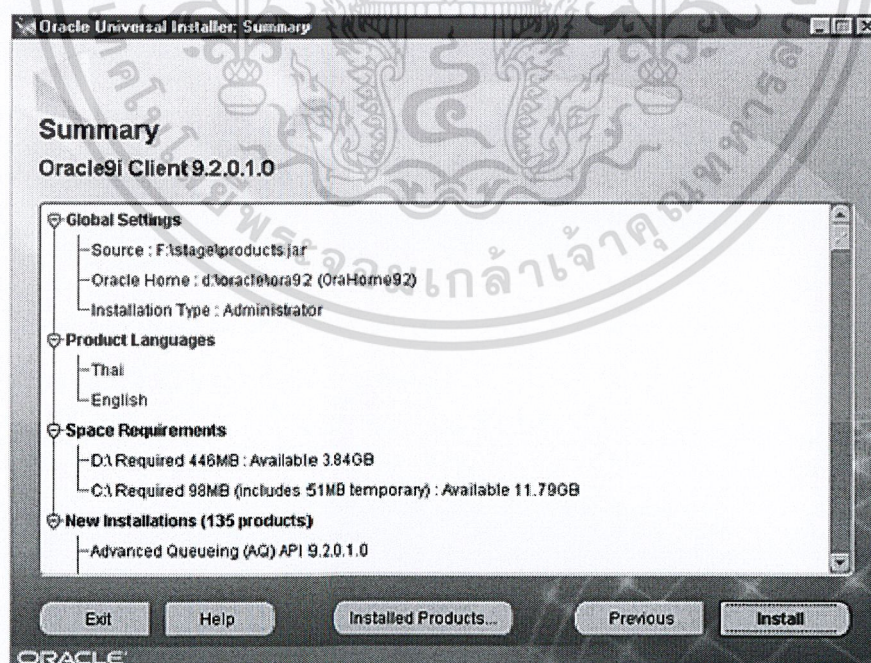 Oracle Universal Installer: Summary
Summary
Oracle9i Client 9.2.0.1.0
Global Settings
Source : F:\stage\products.jar
Oracle Home : d:\oracle\ora92 (OraHome92)
Installation Type : Administrator
Product Languages
Thai
English
Space Requirements
D:\ Required 446MB : Available 3.84GB
C:\ Required 98MB (includes 51MB temporary) : Available 11.79GB
New Installations (135 products)
Advanced Queueing (AQ) API 9.2.0.1.0
Exit
Help
Installed Products...
Previous
Install
ORACLE